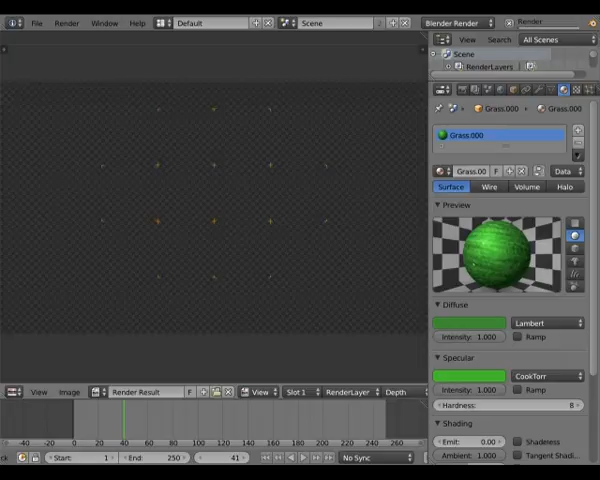 File Render Window Help Default Scene 2 Blender Render Render
View Search All Scenes
Scene
RenderLayers
Grass.000 Grass.000
Grass.000
Grass.00 F Data
Surface Wire Volume Halo
Preview
Diffuse
Lambert
Intensity: 1.000 Ramp
Specular
CookTorr
Intensity: 1.000 Ramp
Hardness: 8
Shading
Emit: 0.00 Shadeless
Ambient: 1.000 Tangent Shadi...
View Image Render Result F View Slot 1 RenderLayer Depth
-40 -20 0 20 40 60 80 100 120 140 160 180 200 220 240 260
ck Start: 1 End: 250 41 No Sync